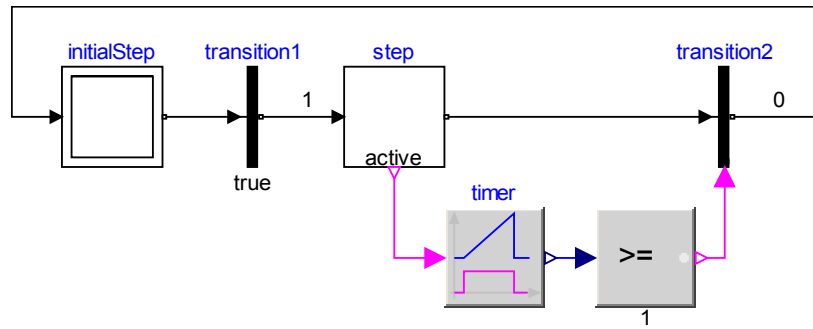 initialStep
transition1
step
transition2
1
0
active
true
timer
>=
1